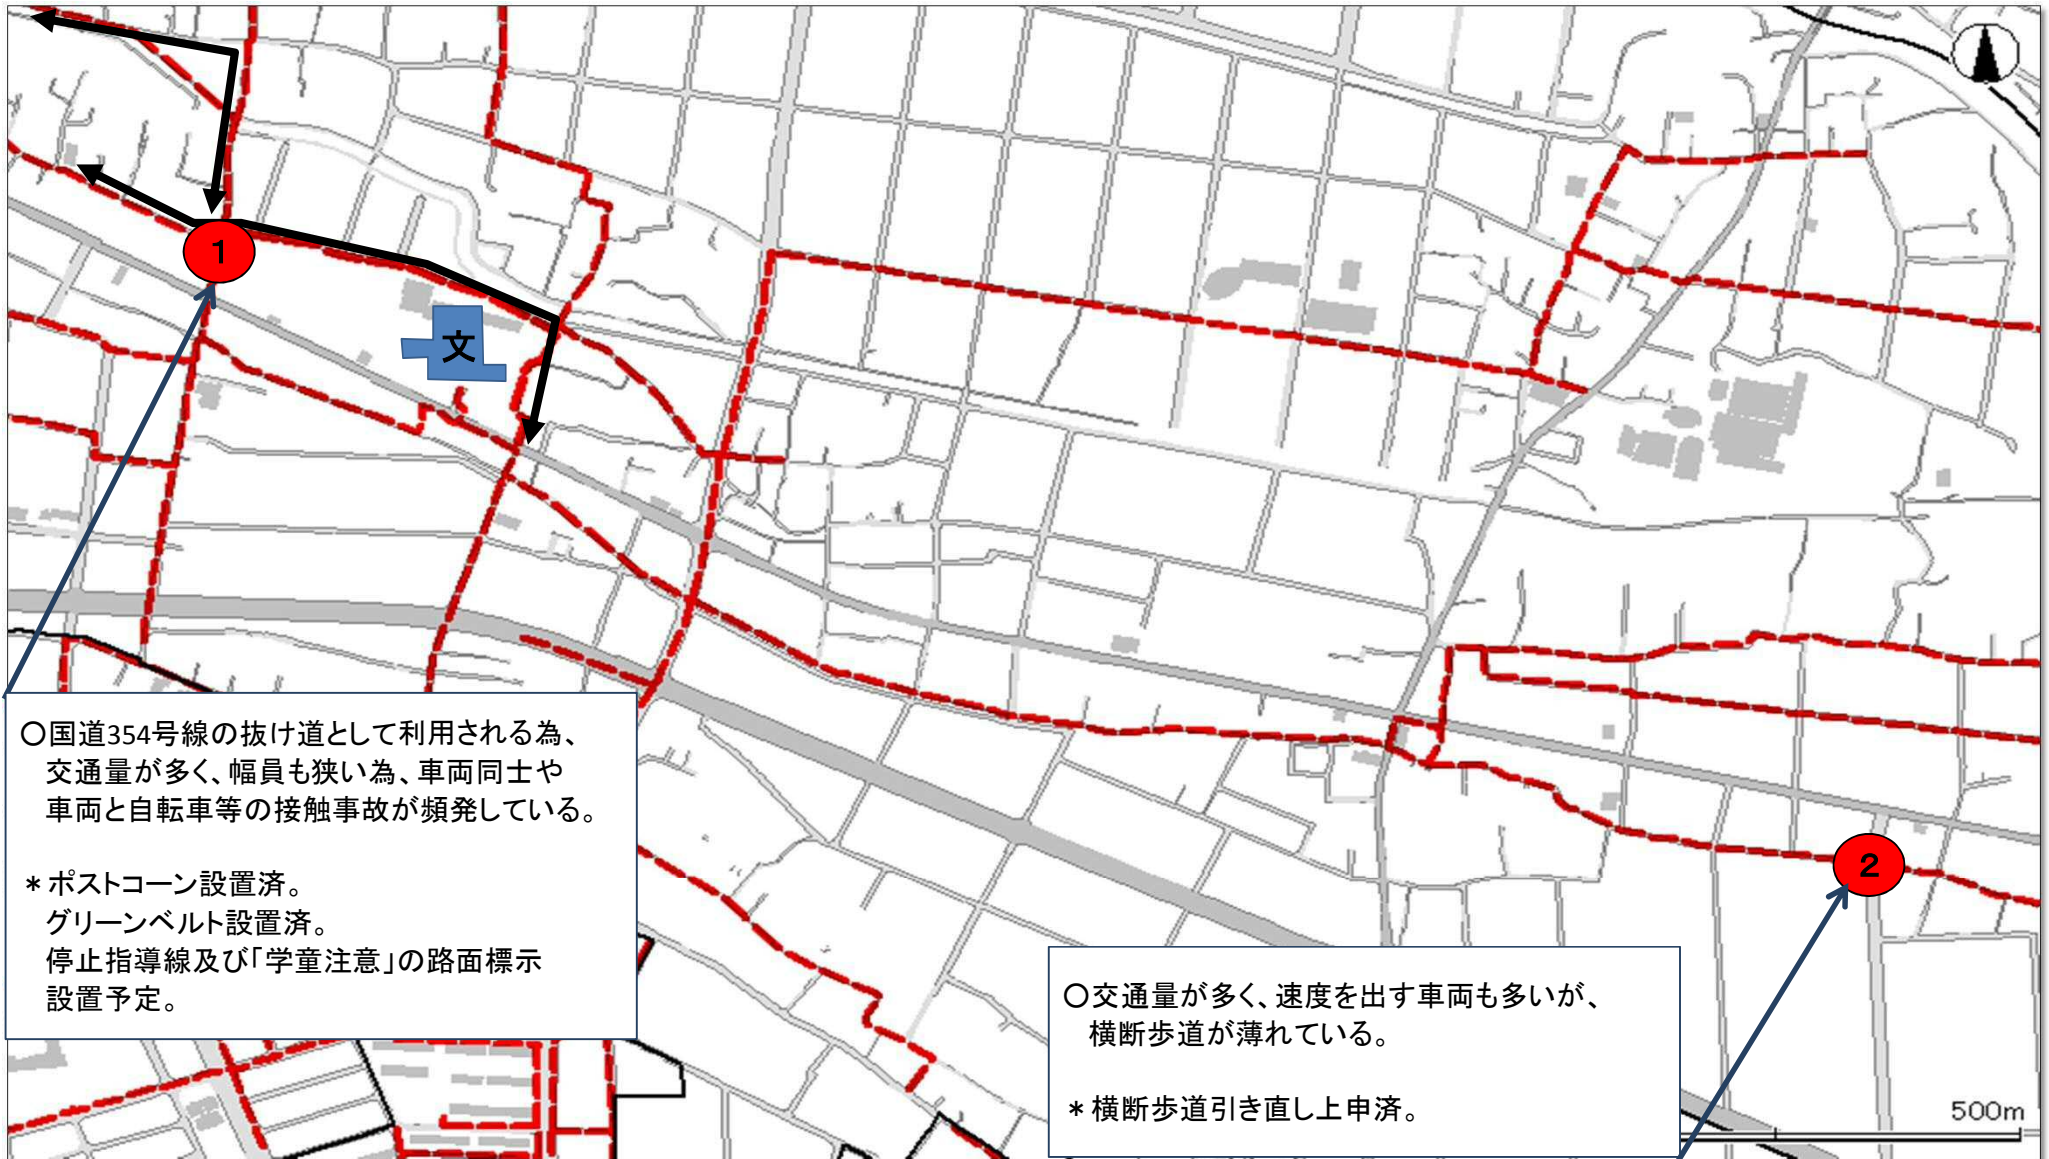 1
文
○国道354号線の抜け道として利用される為、
交通量が多く、幅員も狭い為、車両同士や
車両と自転車等の接触事故が頻発している。
＊ポストコーン設置済。
グリーンベルト設置済。
停止指導線及び「学童注意」の路面標示
設置予定。
2
○交通量が多く、速度を出す車両も多いが、
横断歩道が薄れている。
＊横断歩道引き直し上申済。
500m